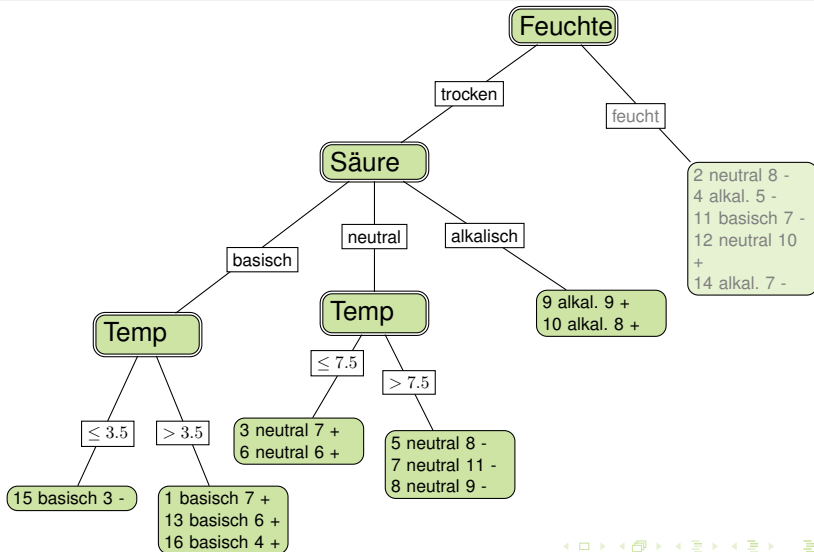 Feuchte
trocken
feucht
Säure
2 neutral 8 -
4 alkal. 5 -
11 basisch 7 -
12 neutral 10
+
14 alkal. 7 -
basisch
neutral
alkalisch
Temp
Temp
9 alkal. 9 +
10 alkal. 8 +
≤ 7.5
> 7.5
≤ 3.5
> 3.5
3 neutral 7 +
6 neutral 6 +
5 neutral 8 -
7 neutral 11 -
8 neutral 9 -
15 basisch 3 -
1 basisch 7 +
13 basisch 6 +
16 basisch 4 +